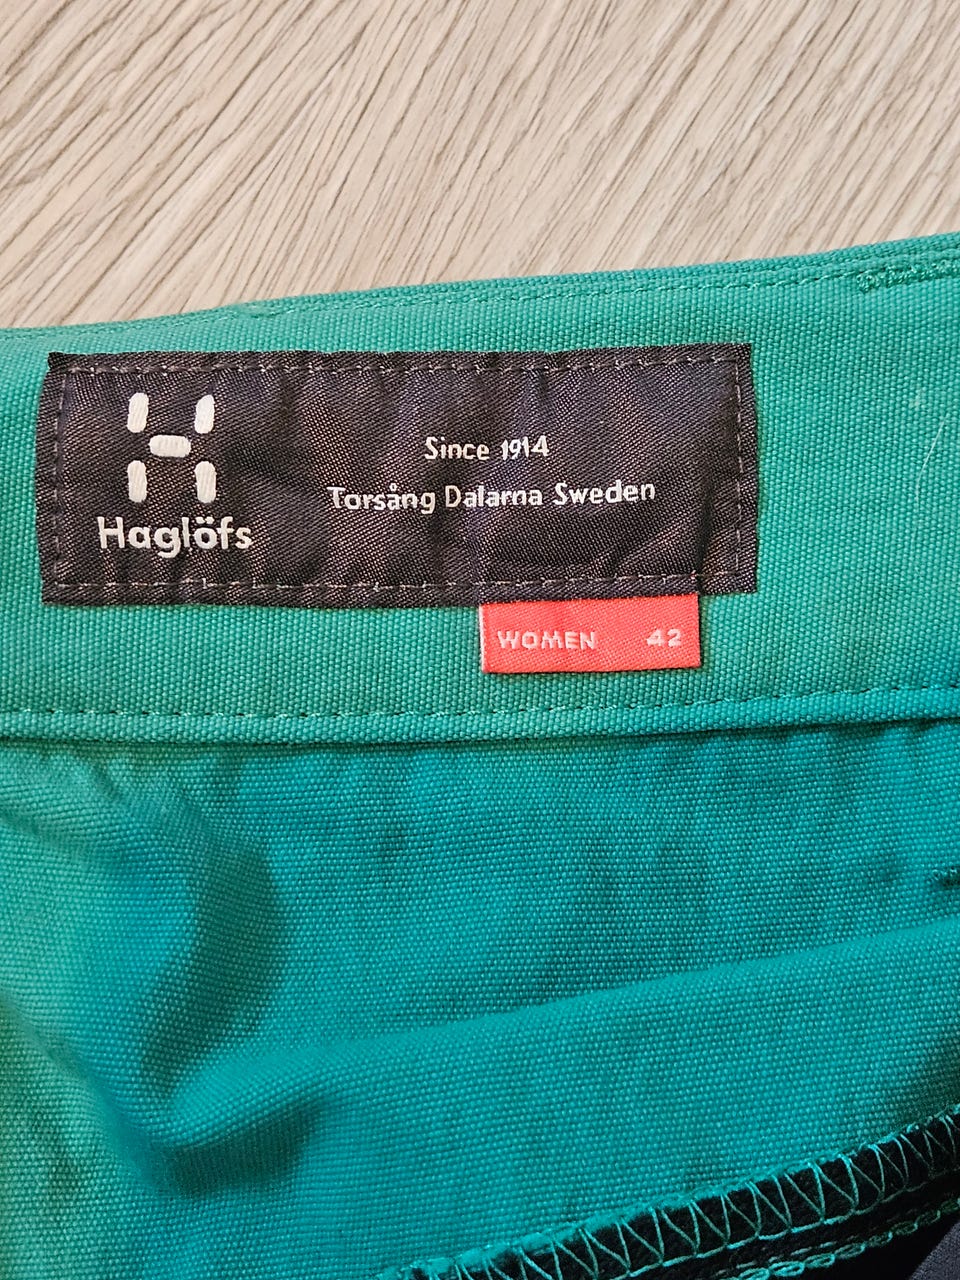 Haglöfs
Since 1914
Torsång Dalarna Sweden
WOMEN 42